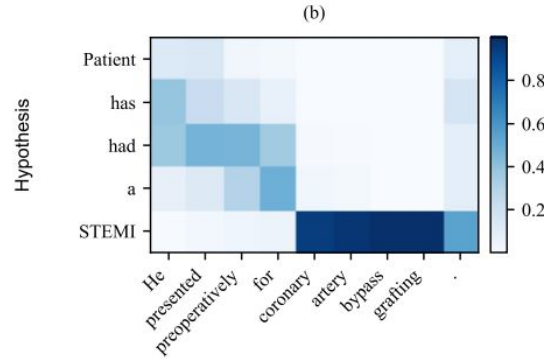 (b)
Hypothesis
Patient
has
had
a
STEMI
He
presented
preoperatively
for
coronary
artery
bypass
grafting
.
0.8
0.6
0.4
0.2